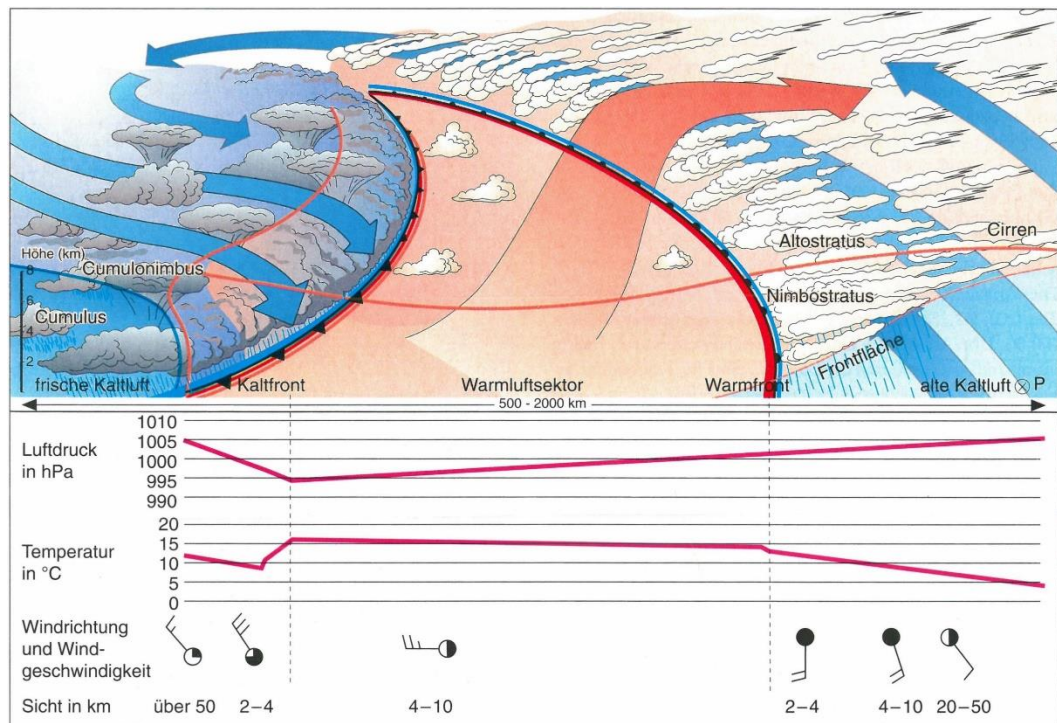 Cirren
Altostratus
Höhe (km)
8
Cumulonimbus
6
Nimbostratus
Cumulus
4
2
Frontfläche
frische Kaltluft
Kaltfront
Warmluftsektor
Warmfront
alte Kaltluft ⊗ P
500 - 2000 km
Luftdruck
in hPa
1010
1005
1000
995
990
Temperatur
in °C
20
15
10
5
0
Windrichtung
und Wind-
geschwindigkeit
Sicht in km
über 50
2–4
4–10
2–4
4–10
20–50